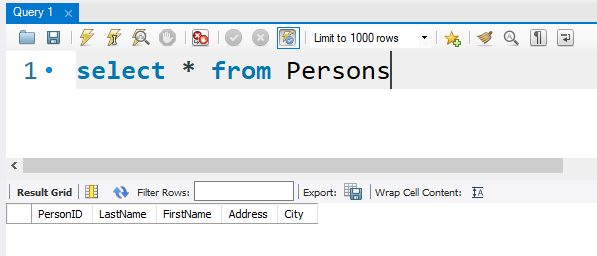 Query 1
Limit to 1000 rows
1 select * from Persons
Result Grid Filter Rows: Export: Wrap Cell Content:
PersonID LastName FirstName Address City